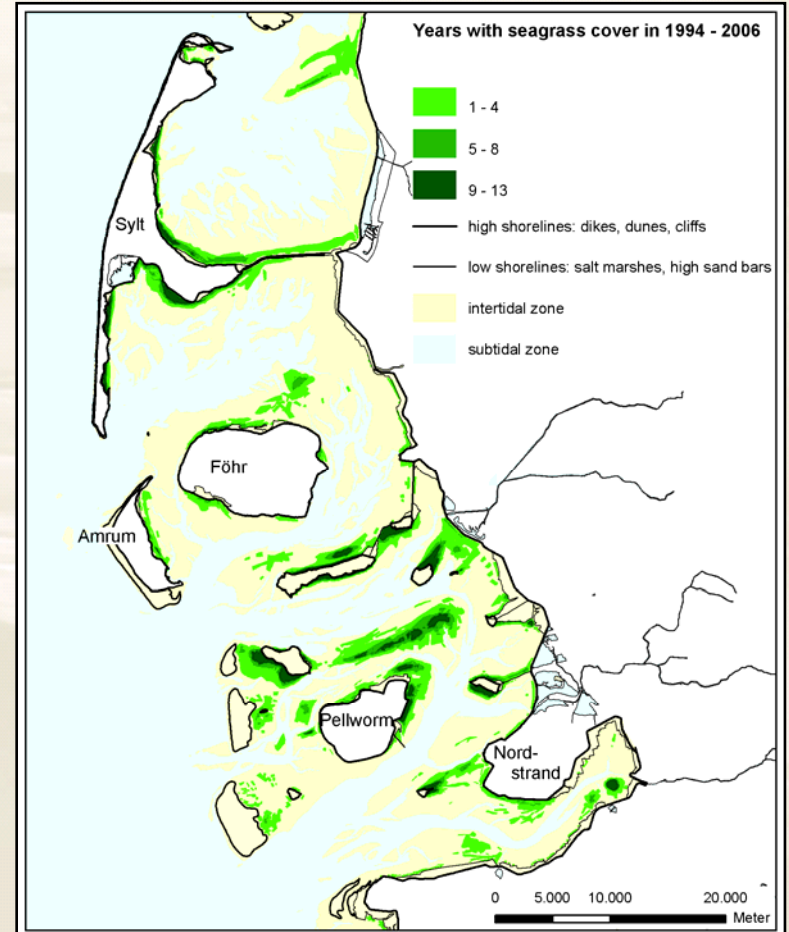 Years with seagrass cover in 1994 - 2006
1 - 4
5 - 8
9 - 13
high shorelines: dikes, dunes, cliffs
low shorelines: salt marshes, high sand bars
intertidal zone
subtidal zone
Sylt
Föhr
Amrum
Pellworm
Nord-
strand
0 5.000 10.000 20.000
Meter